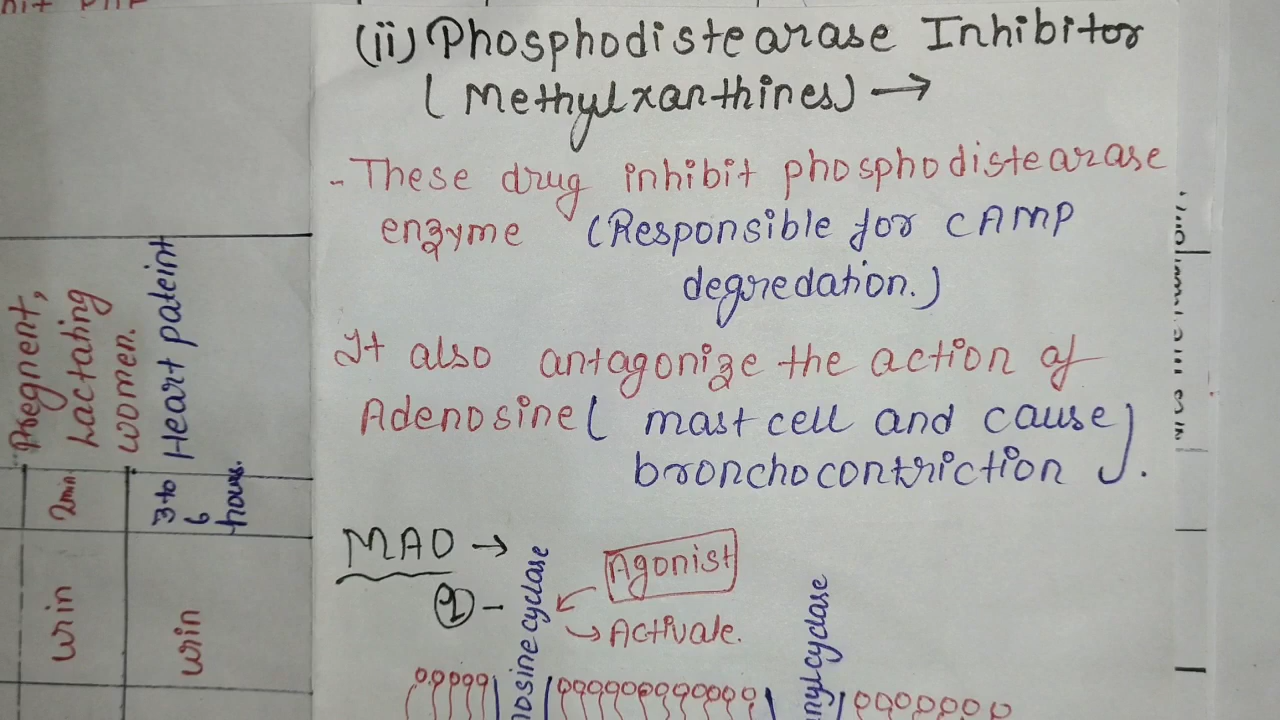 (ii) Phosphodistearase Inhibitor
(Methylxanthines) →
- These drug inhibit phosphodistearase
enzyme (Responsible for cAMP
degredation.)
It also antagonize the action of
Adenosine ( mast cell and cause
bronchocontriction ).
MAO →
Agonist
② -
→ Activate.
Pregnent,
Lactating
women.
Heart pateint
2min
3 to
6
hours.
win
win